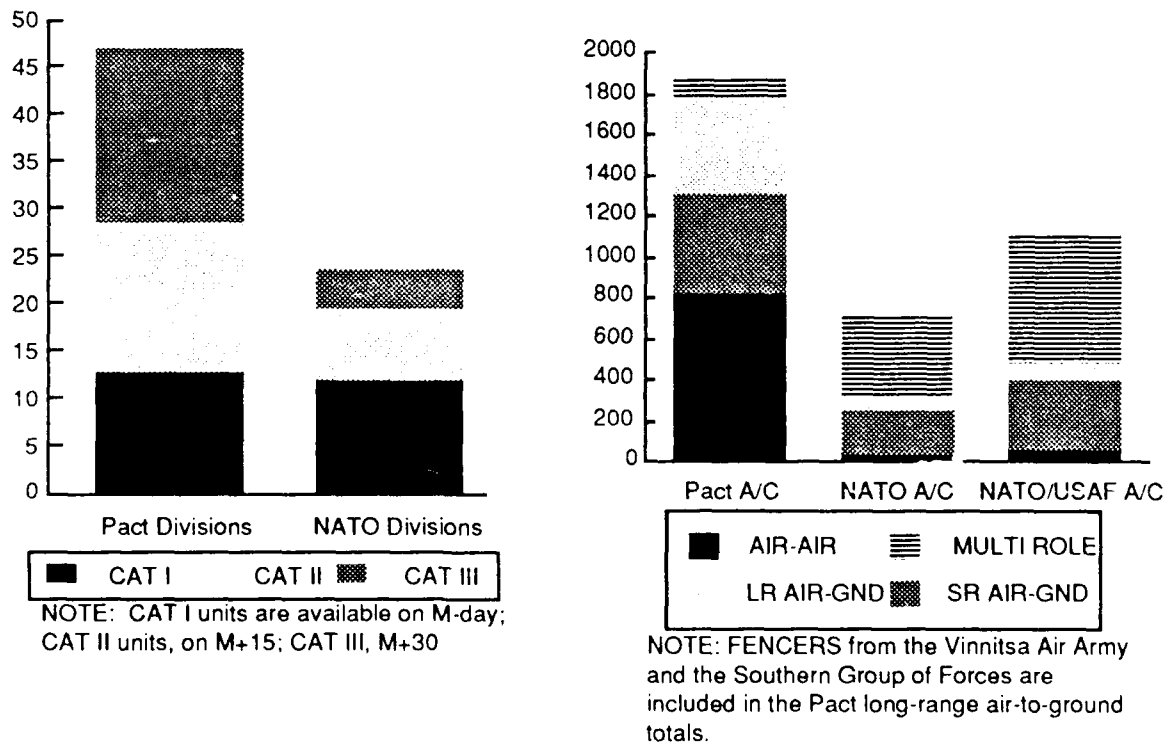 50
45
40
35
30
25
20
15
10
5
0
Pact Divisions NATO Divisions
CAT I CAT II CAT III
NOTE: CAT I units are available on M-day;
CAT II units, on M+15; CAT III, M+30
2000
1800
1600
1400
1200
1000
800
600
400
200
0
Pact A/C NATO A/C NATO/USAF A/C
AIR-AIR MULTI ROLE
LR AIR-GND SR AIR-GND
NOTE: FENCERS from the Vinnitsa Air Army
and the Southern Group of Forces are
included in the Pact long-range air-to-ground
totals.